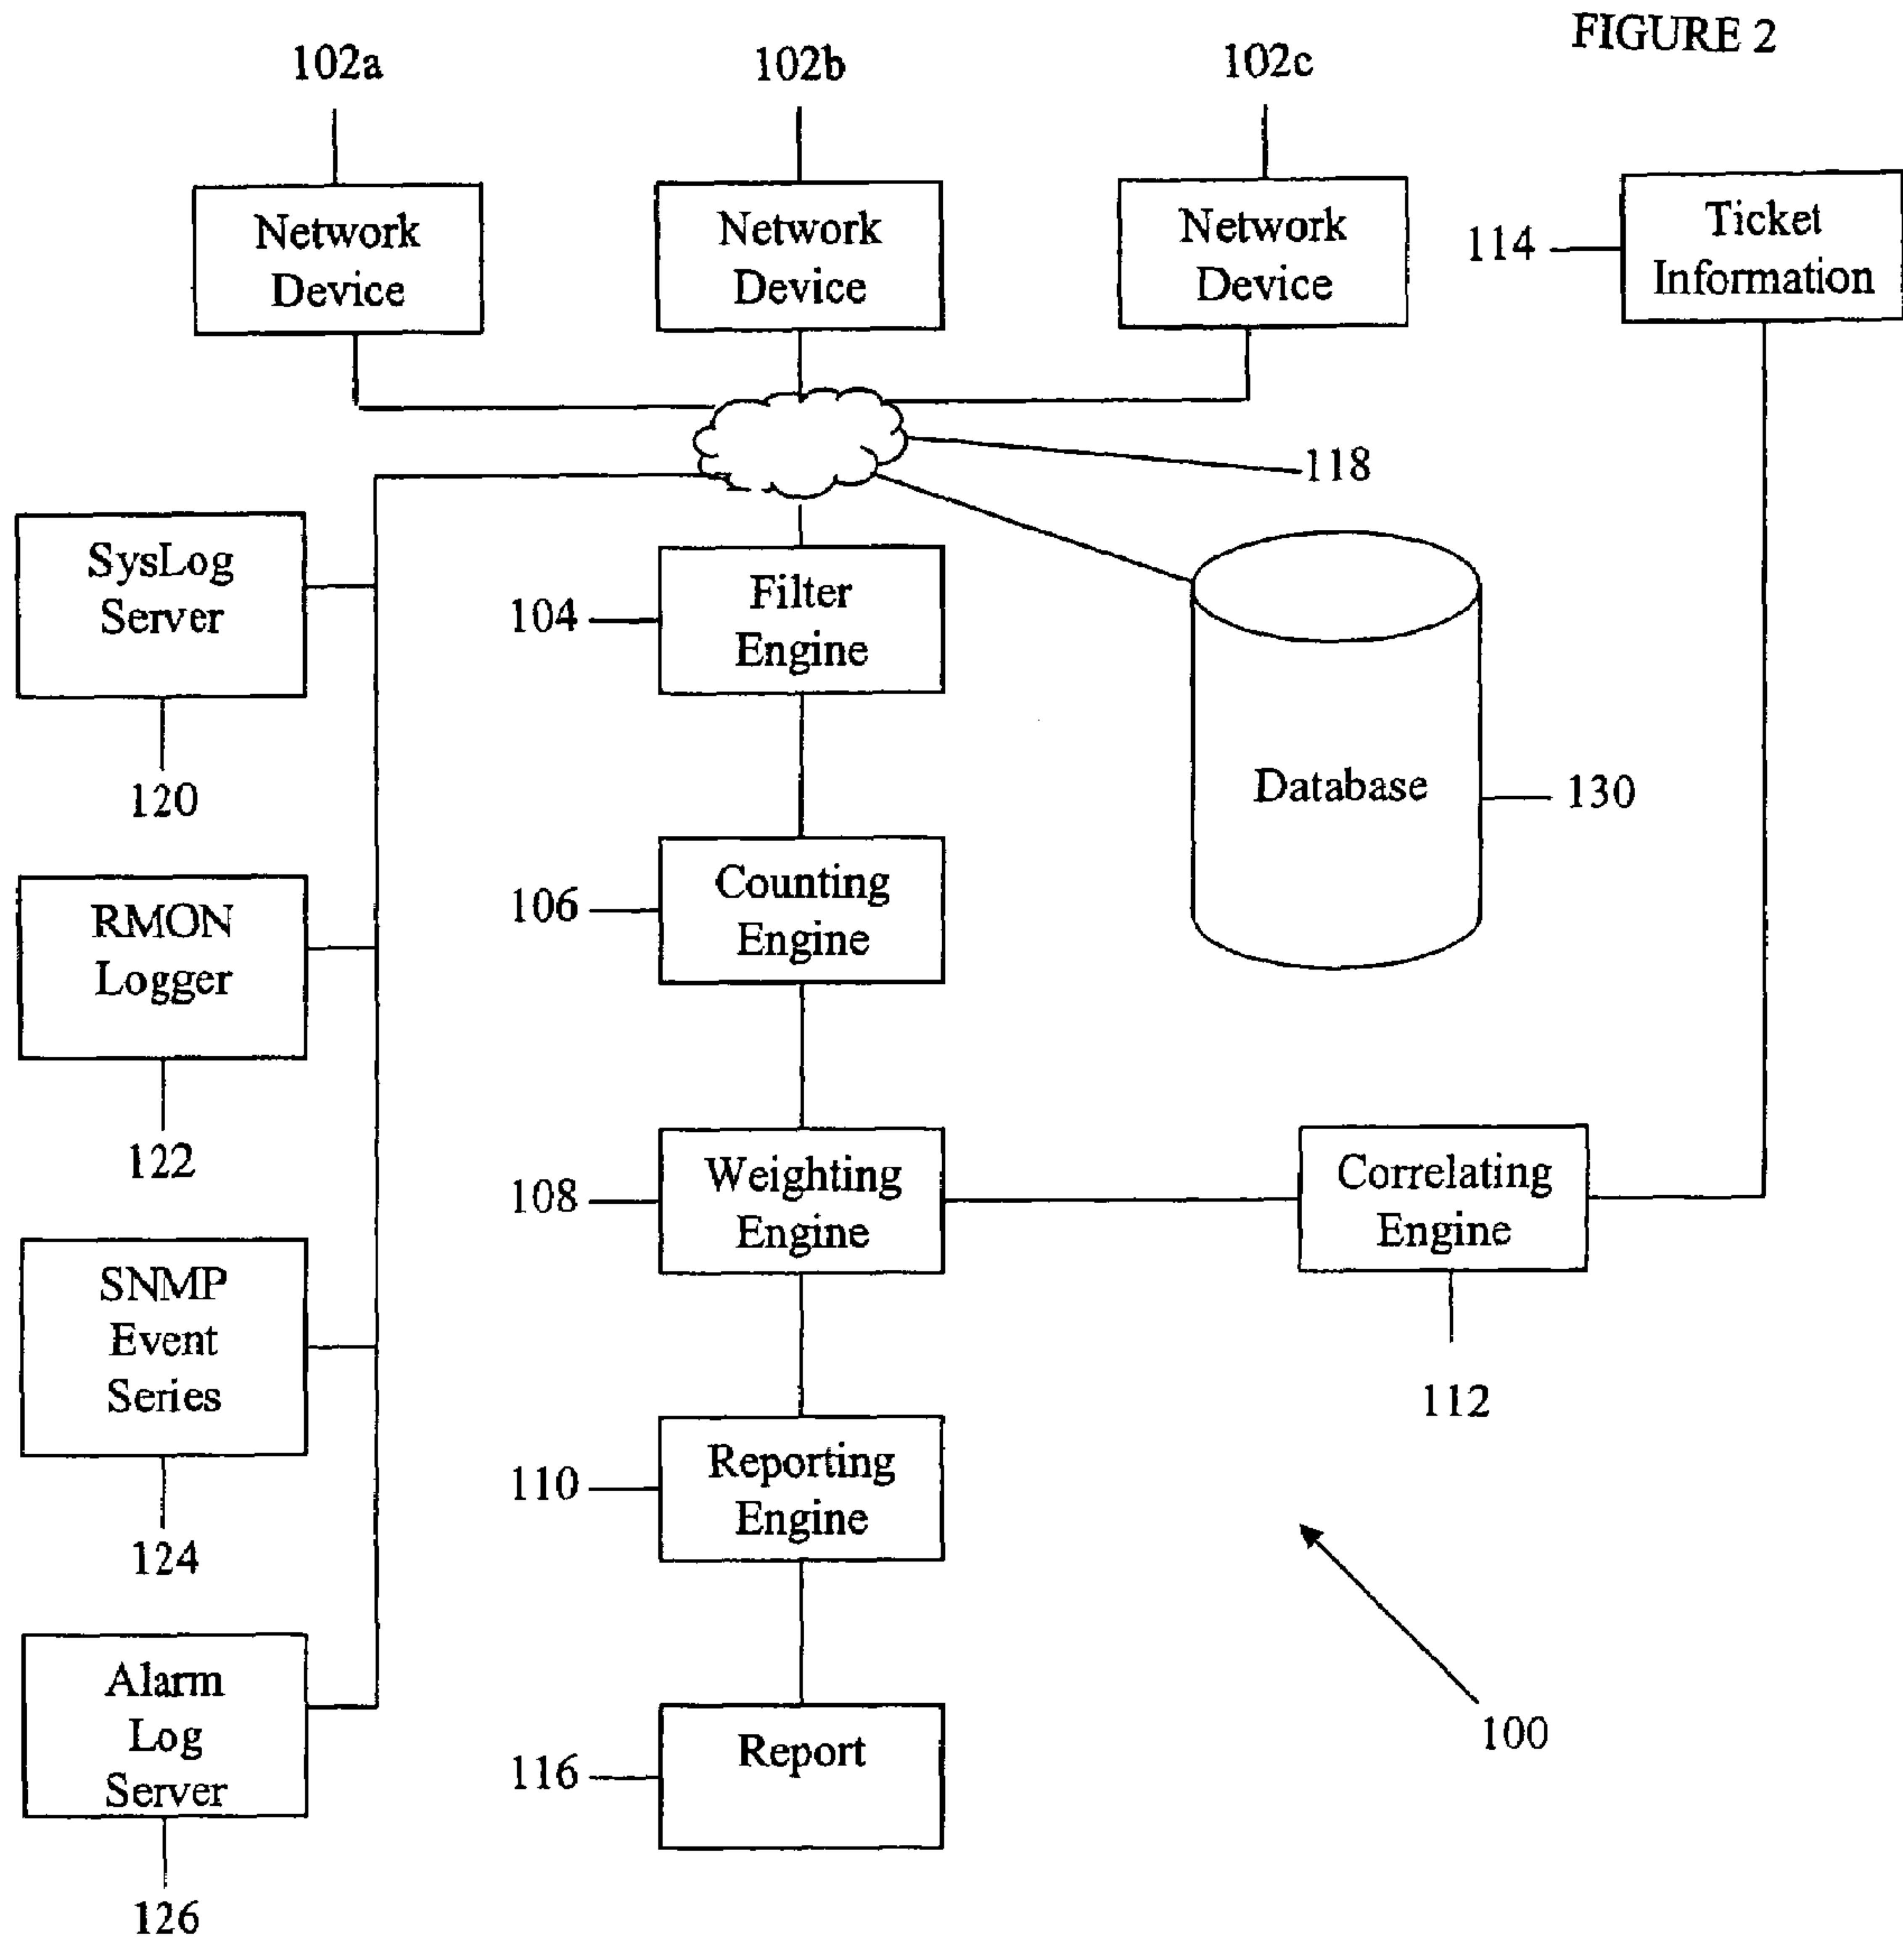 FIGURE 2
102a
102b
102c
Network
Device
Network
Device
Network
Device
114
Ticket
Information
118
SysLog
Server
120
104
Filter
Engine
Database
130
RMON
Logger
122
106
Counting
Engine
108
Weighting
Engine
Correlating
Engine
112
SNMP
Event
Series
124
110
Reporting
Engine
Alarm
Log
Server
126
116
Report
100